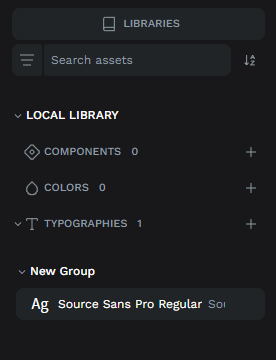 LIBRARIES
Search assets
LOCAL LIBRARY
COMPONENTS 0
COLORS 0
TYPOGRAPHIES 1
New Group
Ag Source Sans Pro Regular